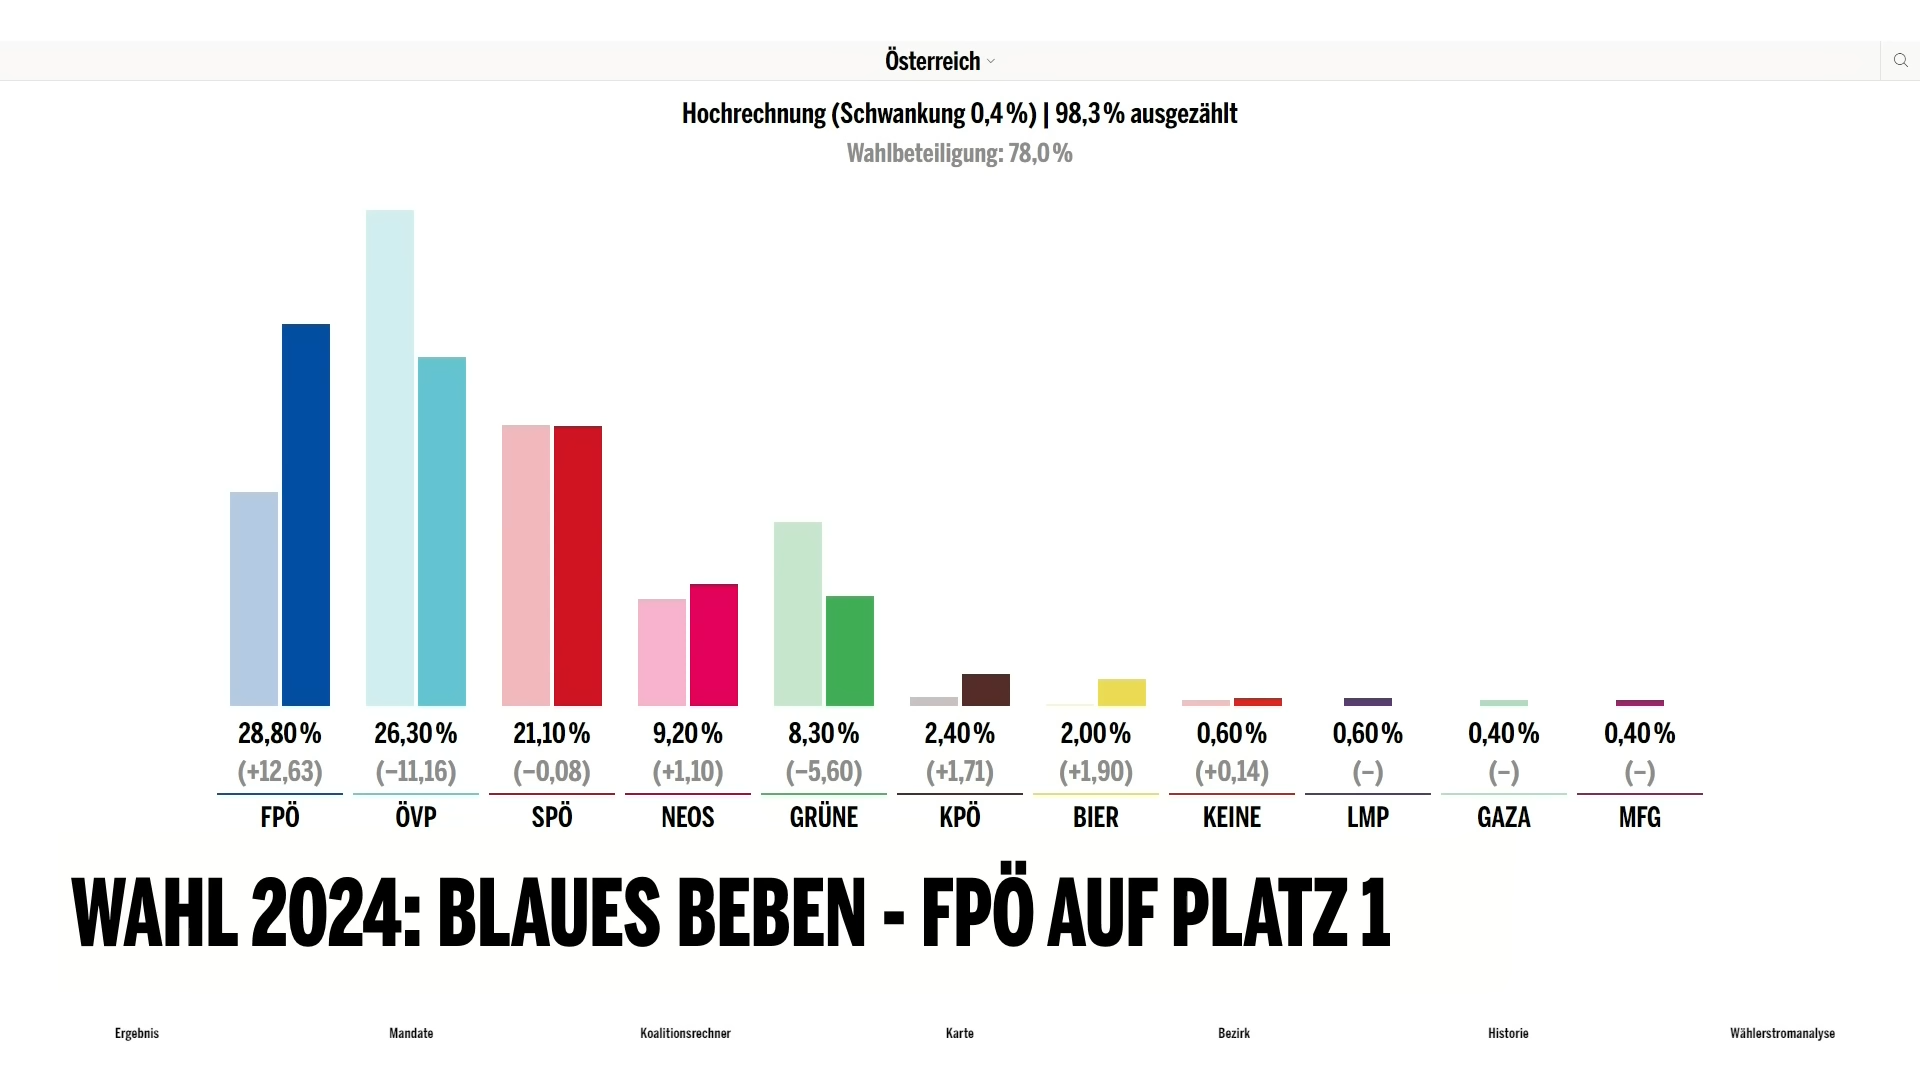 Österreich
Hochrechnung (Schwankung 0,4 %) | 98,3 % ausgezählt
Wahlbeteiligung: 78,0 %
28,80 % 26,30 % 21,10 % 9,20 % 8,30 % 2,40 % 2,00 % 0,60 % 0,60 % 0,40 % 0,40 %
(+12,63) (−11,16) (−0,08) (+1,10) (−5,60) (+1,71) (+1,90) (+0,14) (−) (−) (−)
FPÖ ÖVP SPÖ NEOS GRÜNE KPÖ BIER KEINE LMP GAZA MFG
WAHL 2024: BLAUES BEBEN - FPÖ AUF PLATZ 1
Ergebnis Mandate Koalitionsrechner Karte Bezirk Historie Wählerstromanalyse